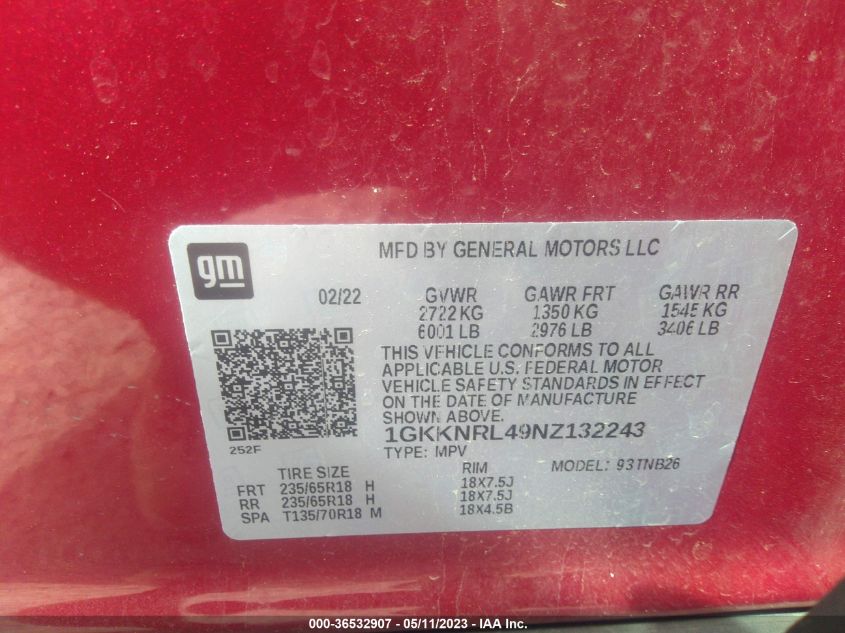 gm
MFD BY GENERAL MOTORS LLC
02/22 GVWR GAWR FRT GAWR RR
2722 KG 1350 KG 1545 KG
6001 LB 2976 LB 3406 LB
THIS VEHICLE CONFORMS TO ALL
APPLICABLE U.S. FEDERAL MOTOR
VEHICLE SAFETY STANDARDS IN EFFECT
ON THE DATE OF MANUFACTURE
SHOWN ABOVE.
252F
1GKKNRL49NZ132243
TYPE: MPV MODEL: 93TNB26
TIRE SIZE RIM
FRT 235/65R18 H 18X7.5J
RR 235/65R18 H 18X7.5J
SPA T135/70R18 M 18X4.5B
000-36532907 - 05/11/2023 - IAAI.com